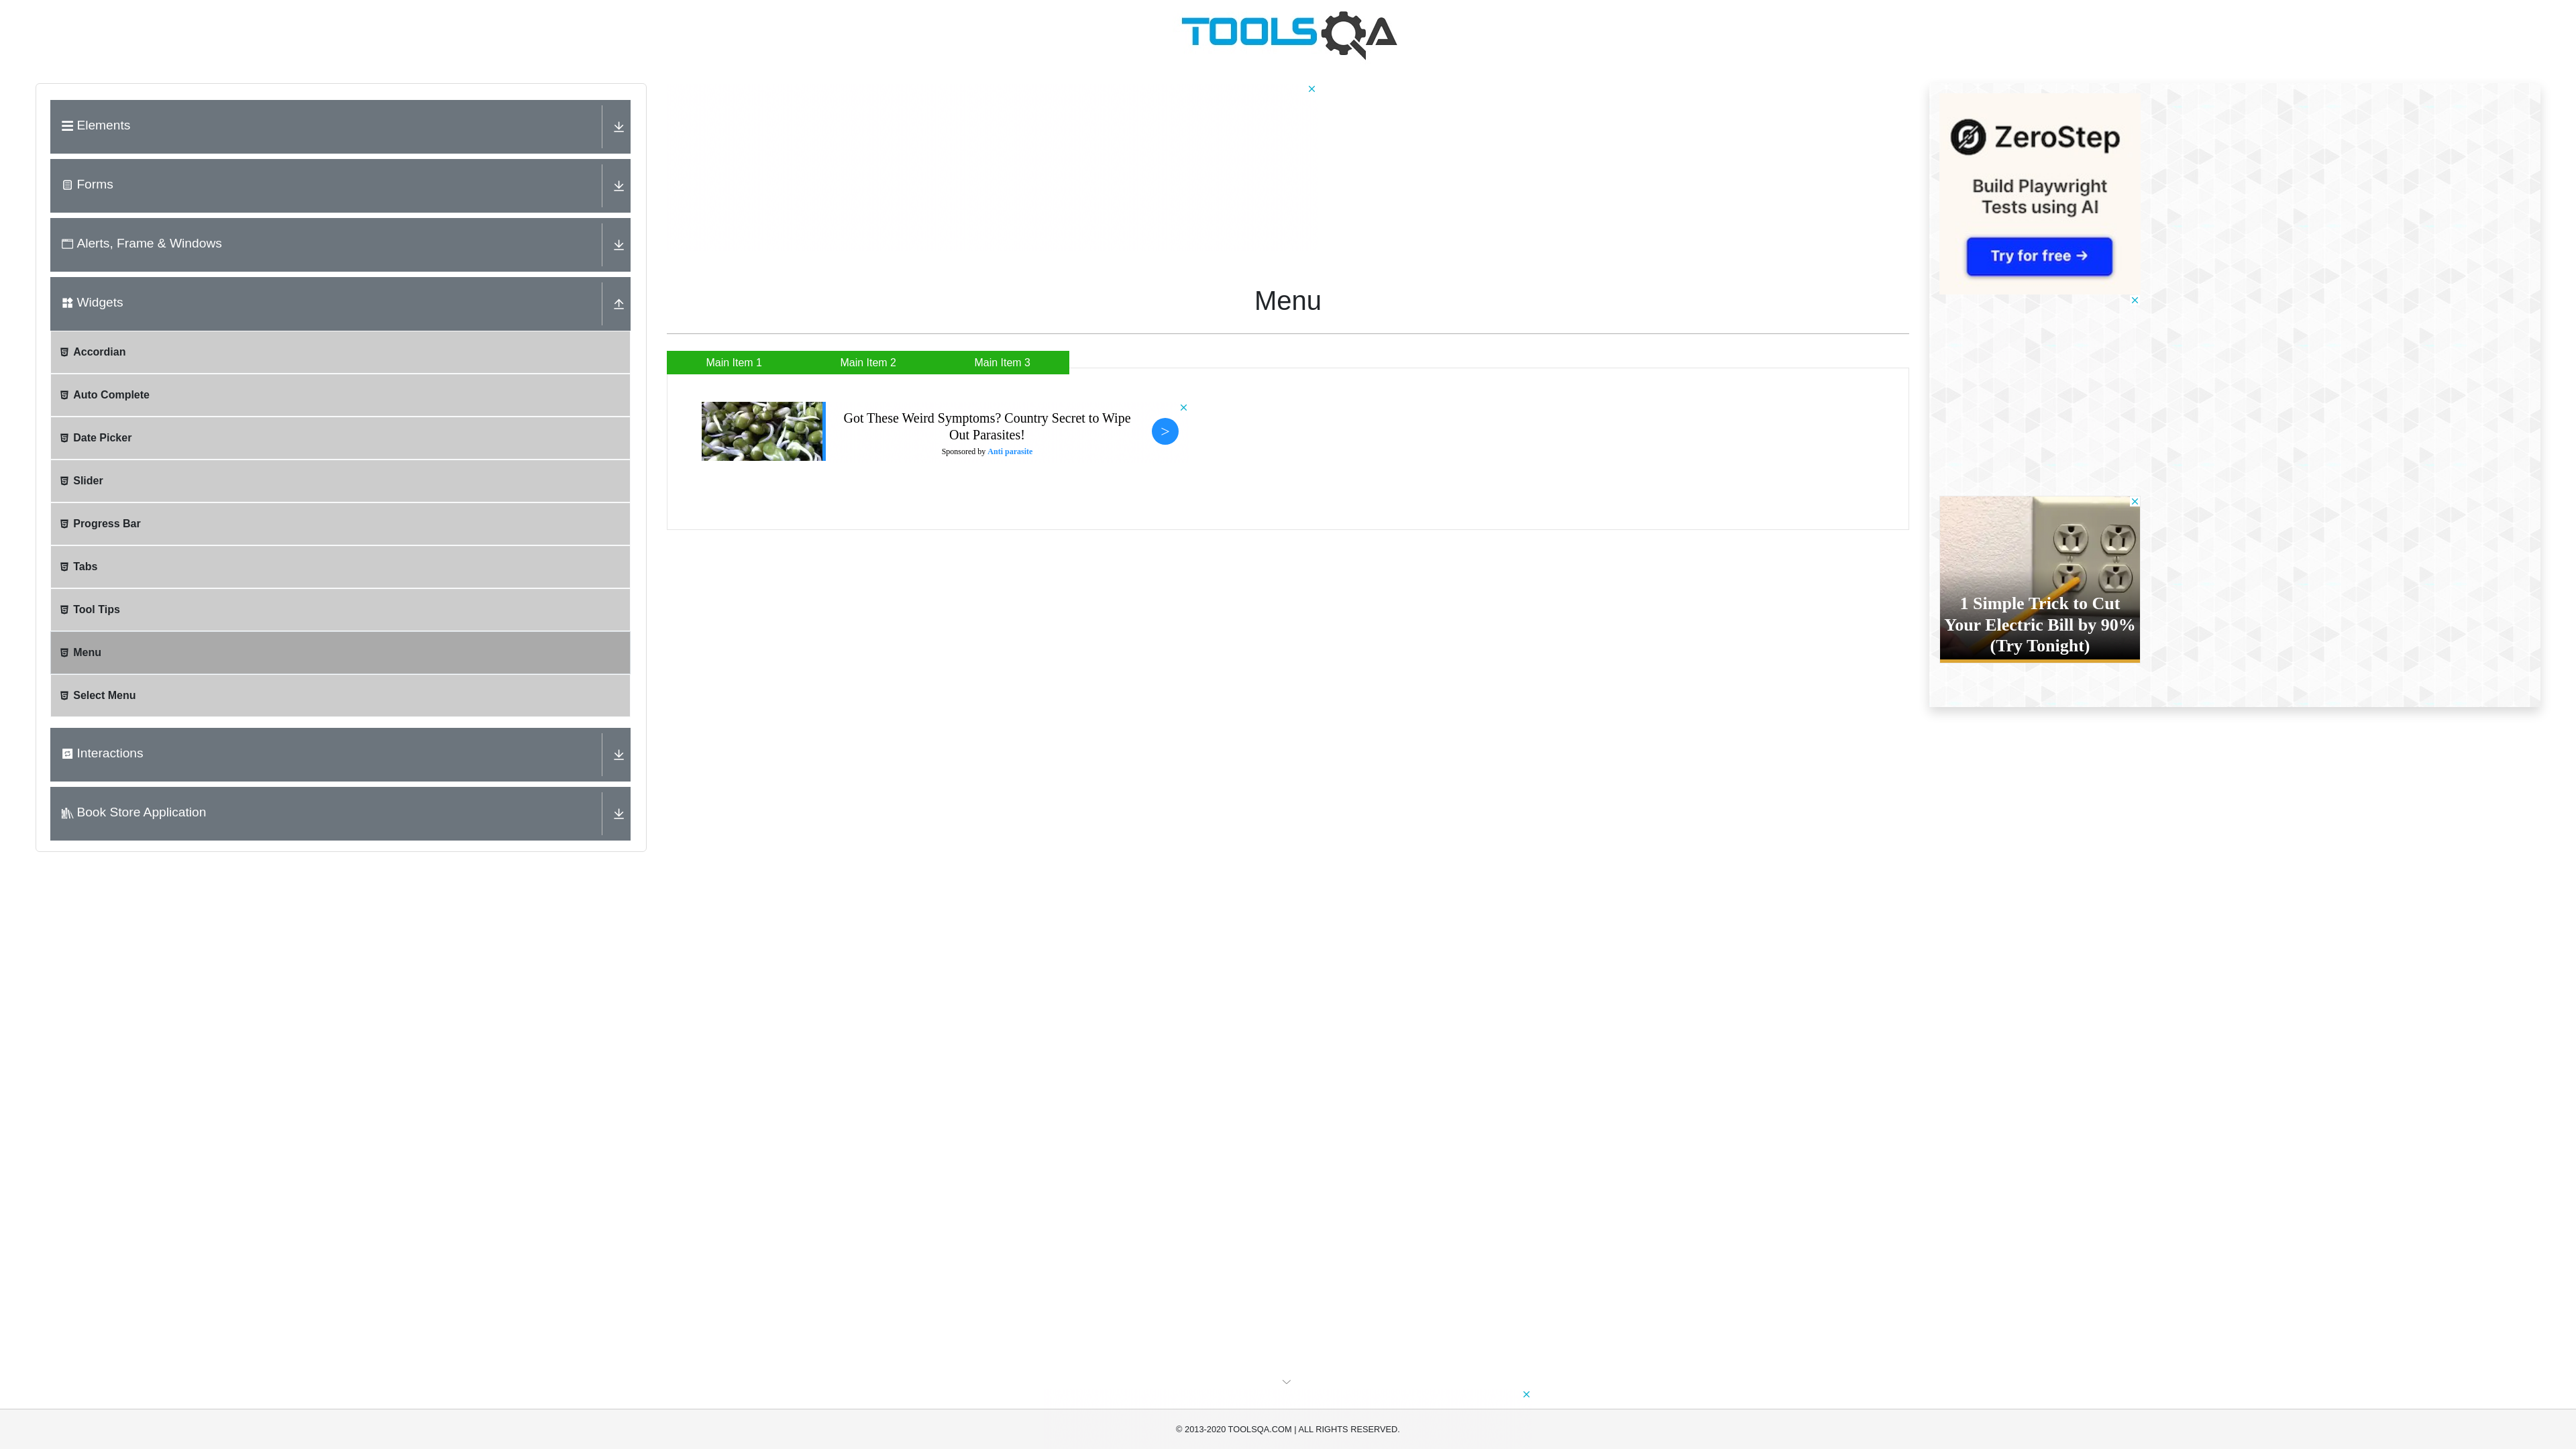 TOOLSQA
Elements
Forms
Alerts, Frame & Windows
Widgets
Accordian
Auto Complete
Date Picker
Slider
Progress Bar
Tabs
Tool Tips
Menu
Select Menu
Interactions
Book Store Application
Menu
Main Item 1
Main Item 2
Main Item 3
Got These Weird Symptoms? Country Secret to Wipe
Out Parasites!
Sponsored by Anti parasite
>
ZeroStep
Build Playwright
Tests using AI
Try for free →
1 Simple Trick to Cut
Your Electric Bill by 90%
(Try Tonight)
© 2013-2020 TOOLSQA.COM | ALL RIGHTS RESERVED.